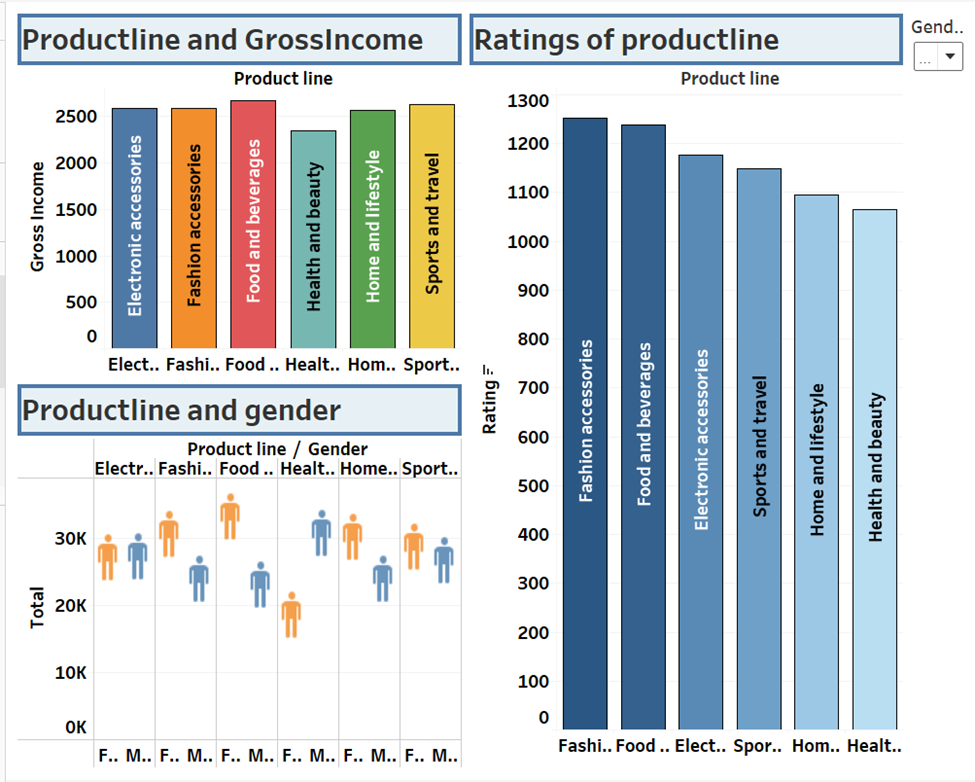 Productline and GrossIncome
Product line
Gross Income
2500
2000
1500
1000
500
0
Electronic accessories
Fashion accessories
Food and beverages
Health and beauty
Home and lifestyle
Sports and travel
Elect.. Fashi.. Food .. Healt.. Hom.. Sport..
Productline and gender
Product line / Gender
Electr.. Fashi.. Food .. Healt.. Home.. Sport..
Total
30K
20K
10K
0K
F.. M.. F.. M.. F.. M.. F.. M.. F.. M.. F.. M..
Ratings of productline
Product line
Rating
1300
1200
1100
1000
900
800
700
600
500
400
300
200
100
0
Fashion accessories
Food and beverages
Electronic accessories
Sports and travel
Home and lifestyle
Health and beauty
Fashi.. Food .. Elect.. Spor.. Hom.. Healt..
Gend..
...